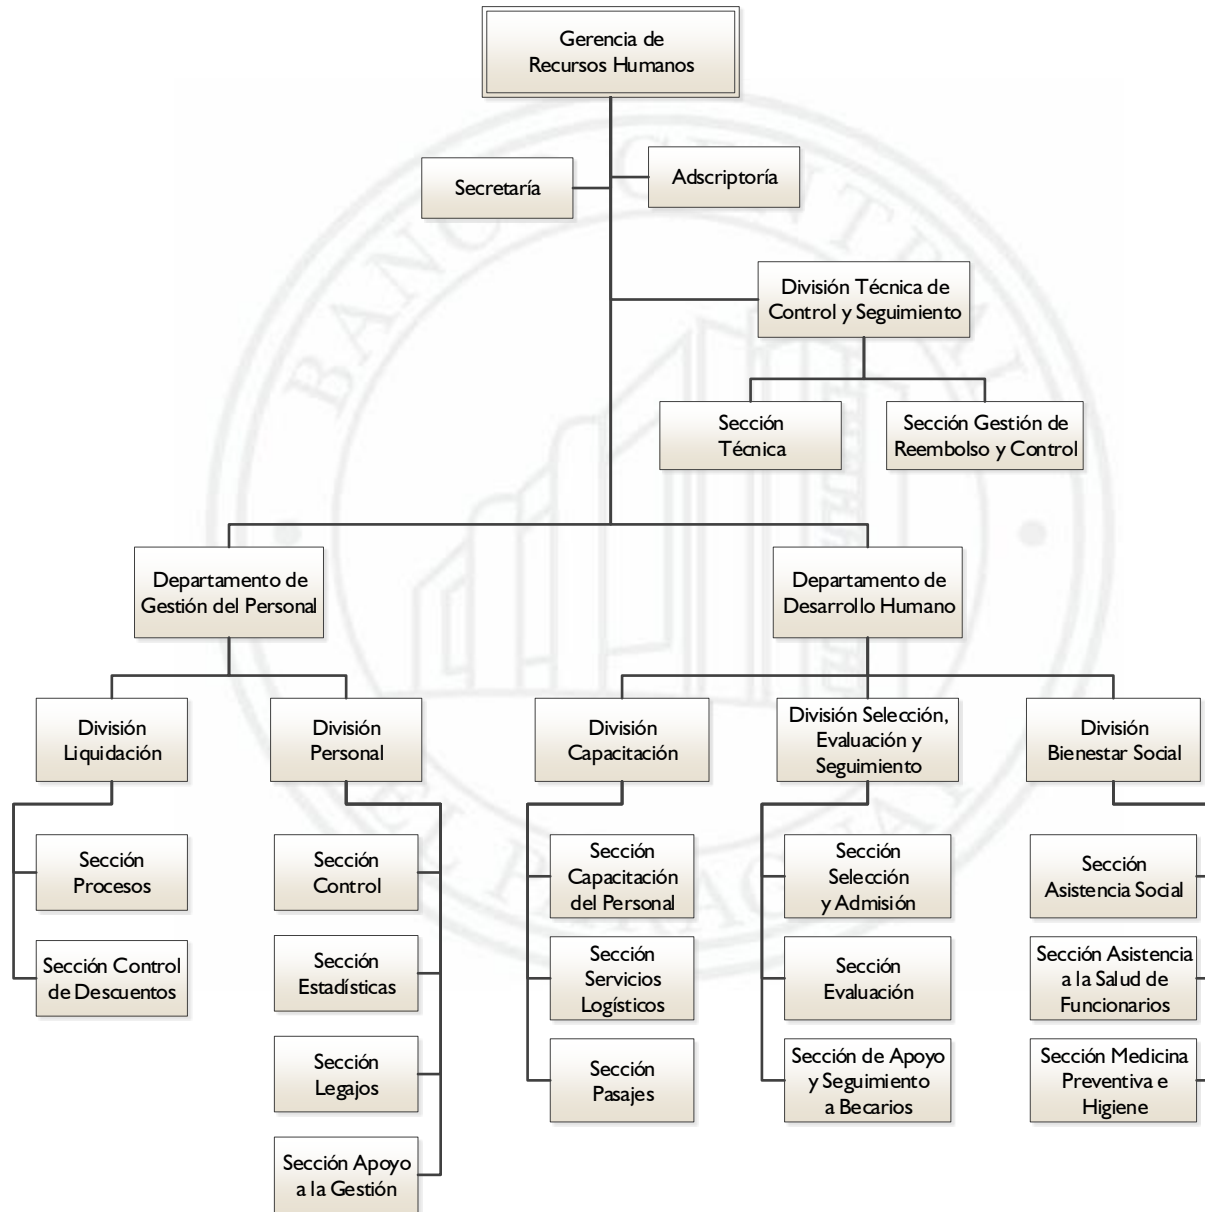 Gerencia de
Recursos Humanos
Secretaría
Adscriptoría
División Técnica de
Control y Seguimiento
Sección
Técnica
Sección Gestión de
Reembolso y Control
Departamento de
Gestión del Personal
Departamento de
Desarrollo Humano
División
Liquidación
División
Personal
División
Capacitación
División Selección,
Evaluación y
Seguimiento
División
Bienestar Social
Sección
Procesos
Sección Control
de Descuentos
Sección
Control
Sección
Estadísticas
Sección
Legajos
Sección Apoyo
a la Gestión
Sección
Capacitación
del Personal
Sección
Servicios
Logísticos
Sección
Pasajes
Sección
Selección
y Admisión
Sección
Evaluación
Sección de Apoyo
y Seguimiento
a Becarios
Sección
Asistencia Social
Sección Asistencia
a la Salud de
Funcionarios
Sección Medicina
Preventiva e
Higiene
BANCO CENTRAL
DEL PARAGUAY